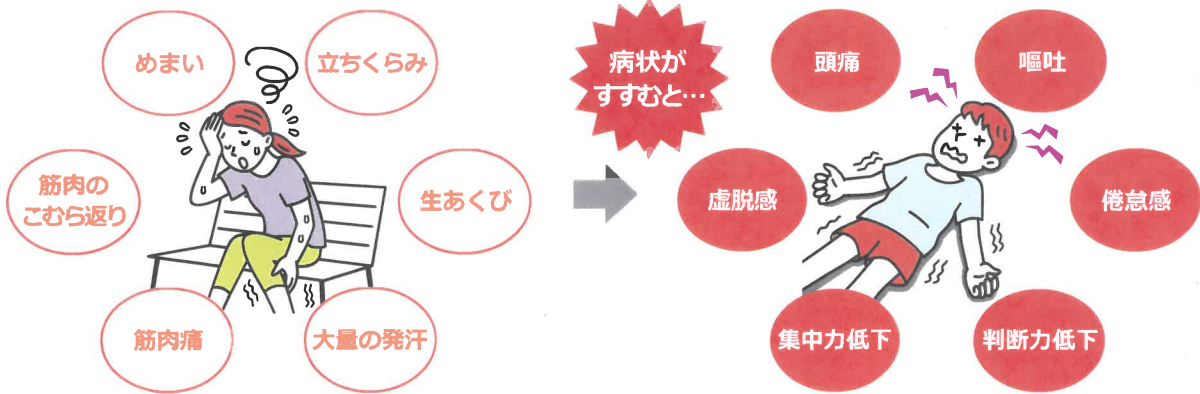 めまい
立ちくらみ
筋肉の
こむら返り
生あくび
筋肉痛
大量の発汗
病状が
すすむと…
頭痛
嘔吐
虚脱感
倦怠感
集中力低下
判断力低下